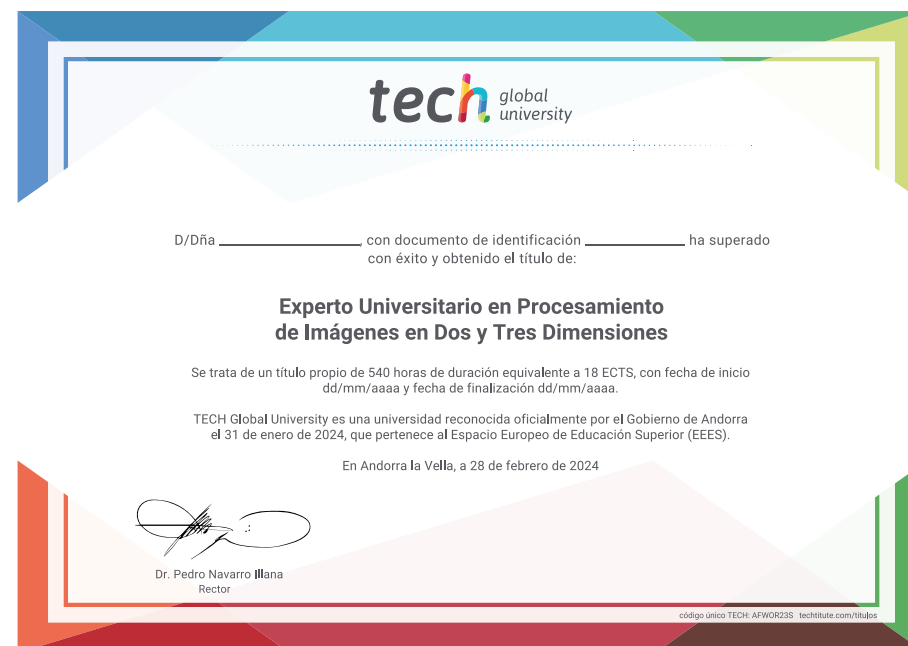 tech global university
D/Dña ____________________, con documento de identificación ______________ ha superado
con éxito y obtenido el título de:
Experto Universitario en Procesamiento
de Imágenes en Dos y Tres Dimensiones
Se trata de un título propio de 540 horas de duración equivalente a 18 ECTS, con fecha de inicio
dd/mm/aaaa y fecha de finalización dd/mm/aaaa.
TECH Global University es una universidad reconocida oficialmente por el Gobierno de Andorra
el 31 de enero de 2024, que pertenece al Espacio Europeo de Educación Superior (EEES).
En Andorra la Vella, a 28 de febrero de 2024
Dr. Pedro Navarro Illana
Rector
código único TECH: AFWOR23S techtitute.com/titulos